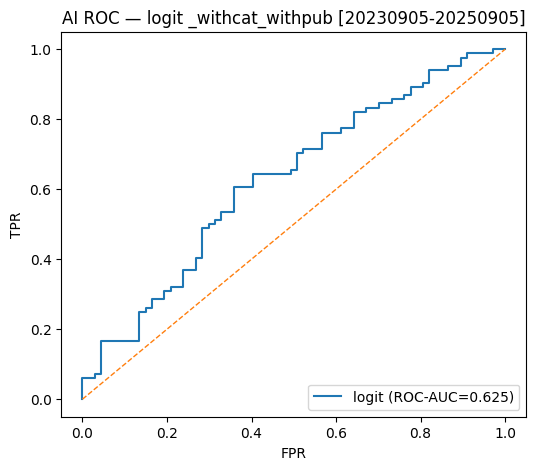 AI ROC — logit _withcat_withpub [20230905-20250905]
1.0
0.8
0.6
0.4
0.2
0.0
TPR
logit (ROC-AUC=0.625)
0.0 0.2 0.4 0.6 0.8 1.0
FPR